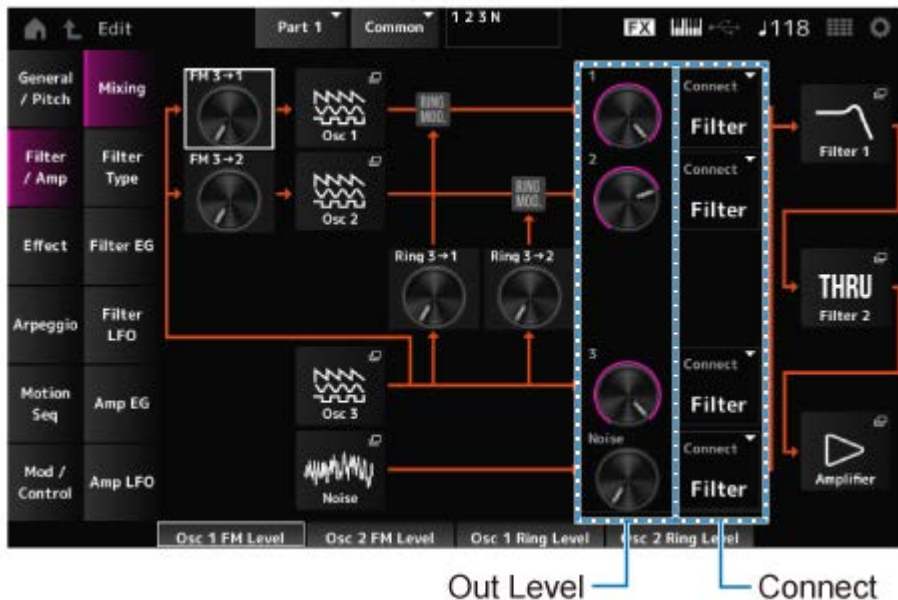 Edit
Part 1
Common
1 2 3 N
FX
♩118
General / Pitch
Filter / Amp
Effect
Arpeggio
Motion Seq
Mod / Control
Mixing
Filter Type
Filter EG
Filter LFO
Amp EG
Amp LFO
FM 3→1
Osc 1
RING MOD.
FM 3→2
Osc 2
RING MOD.
Ring 3→1
Ring 3→2
Osc 3
Noise
1
Connect
Filter
2
Connect
Filter
3
Connect
Filter
Noise
Connect
Filter
Filter 1
THRU
Filter 2
Amplifier
Osc 1 FM Level
Osc 2 FM Level
Osc 1 Ring Level
Osc 2 Ring Level
Out Level
Connect